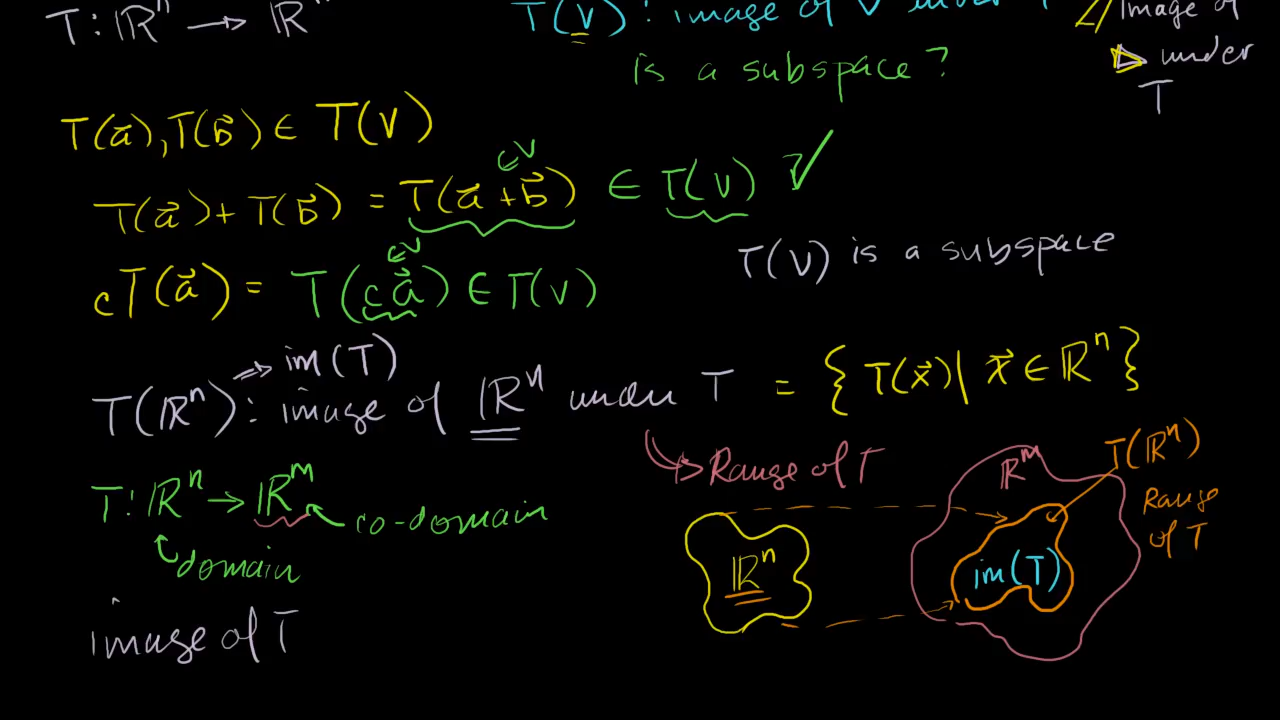 T : ℝⁿ → ℝᵐ
T(V) : image of V under T
is a subspace?
Image of
under
T
T(a⃗), T(b⃗) ∈ T(V)
∈V
T(a⃗) + T(b⃗) = T(a⃗ + b⃗) ∈ T(V) ? ✓
T(V) is a subspace
∈V
cT(a⃗) = T(ca⃗) ∈ T(V)
im(T)
T(ℝⁿ) : image of ℝⁿ under T = { T(x⃗) | x⃗ ∈ ℝⁿ }
Range of T
T : ℝⁿ → ℝᵐ
co-domain
domain
image of T
ℝⁿ
ℝᵐ
im(T)
T(ℝⁿ)
Range
of T